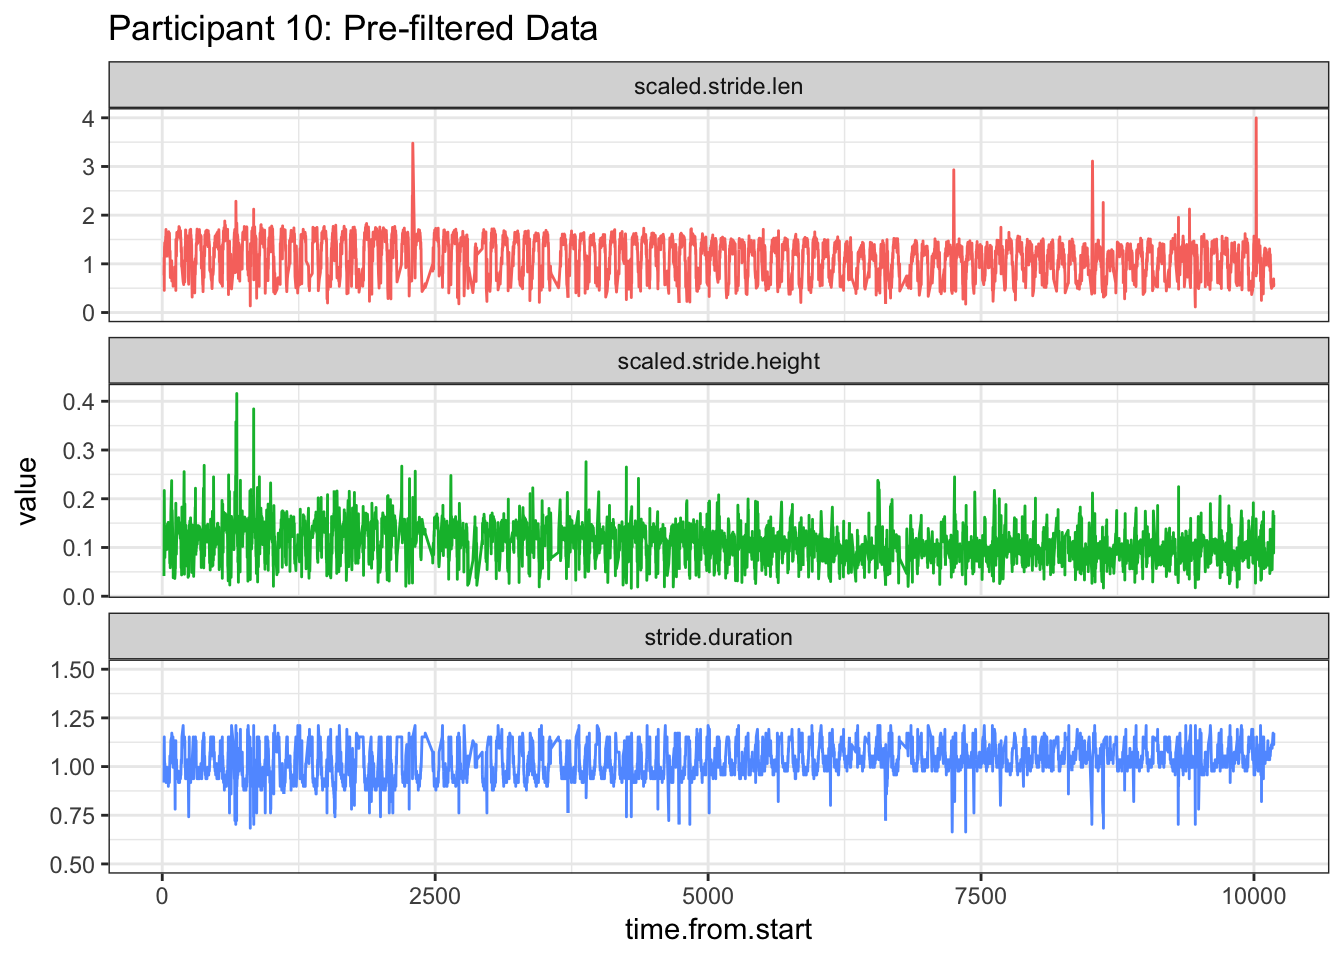 Participant 10: Pre-filtered Data
scaled.stride.len
4
3
2
1
0
scaled.stride.height
0.4
0.3
0.2
0.1
0.0
value
stride.duration
1.50
1.25
1.00
0.75
0.50
0 2500 5000 7500 10000
time.from.start